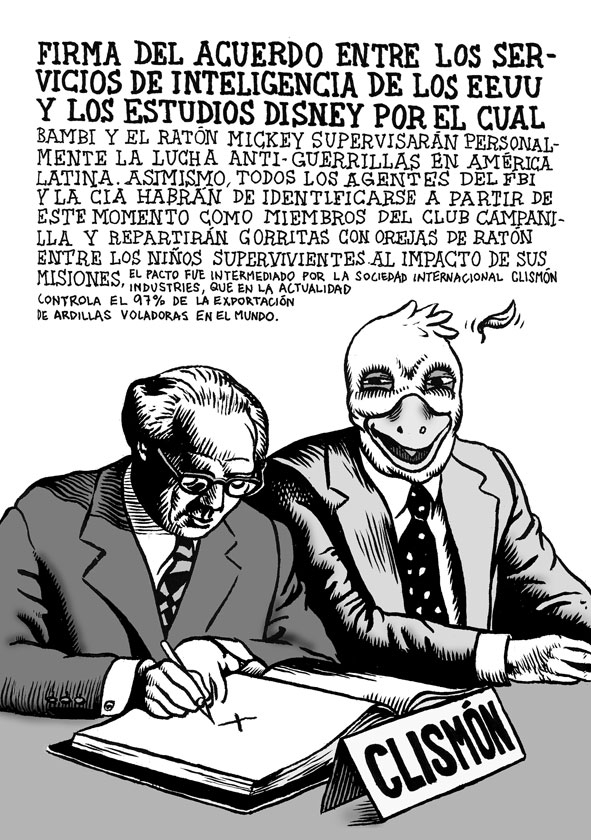 FIRMA DEL ACUERDO ENTRE LOS SER-
VICIOS DE INTELIGENCIA DE LOS EEUU
Y LOS ESTUDIOS DISNEY POR EL CUAL
BAMBI Y EL RATÓN MICKEY SUPERVISARÁN PERSONAL-
MENTE LA LUCHA ANTI-GUERRILLAS EN AMÉRICA
LATINA. ASIMISMO, TODOS LOS AGENTES DEL FBI
Y LA CIA HABRÁN DE IDENTIFICARSE A PARTIR DE
ESTE MOMENTO COMO MIEMBROS DEL CLUB CAMPANI-
LLA Y REPARTIRÁN GORRITAS CON OREJAS DE RATÓN
ENTRE LOS NIÑOS SUPERVIVIENTES AL IMPACTO DE SUS
MISIONES. EL PACTO FUE INTERMEDIADO POR LA SOCIEDAD INTERNACIONAL CLISMÓN
INDUSTRIES, QUE EN LA ACTUALIDAD
CONTROLA EL 97% DE LA EXPORTACIÓN
DE ARDILLAS VOLADORAS EN EL MUNDO.
X
CLISMÓN